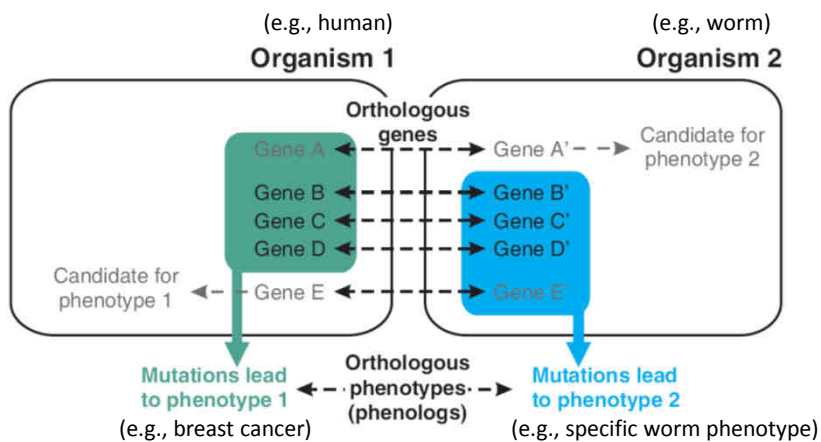 (e.g., human)
Organism 1
(e.g., worm)
Organism 2
Orthologous
genes
Gene A
Gene A'
Candidate for
phenotype 2
Gene B
Gene B'
Gene C
Gene C'
Gene D
Gene D'
Candidate for
phenotype 1
Gene E
Gene E'
Mutations lead
to phenotype 1
(e.g., breast cancer)
Orthologous
phenotypes
(phenologs)
Mutations lead
to phenotype 2
(e.g., specific worm phenotype)